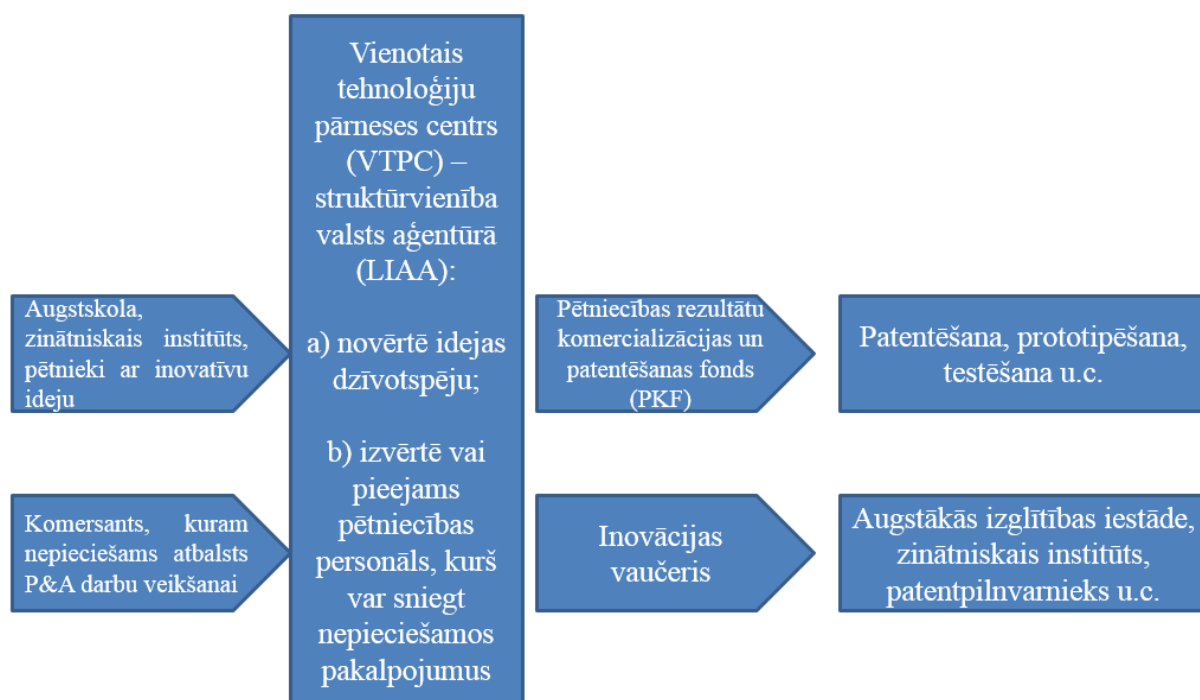 Augstskola,
zinātniskais institūts,
pētnieki ar inovatīvu
ideju
Komersants, kuram
nepieciešams atbalsts
P&A darbu veikšanai
Vienotais
tehnoloģiju
pārneses centrs
(VTPC) –
struktūrvienība
valsts aģentūrā
(LIAA):
a) novērtē idejas
dzīvotspēju;
b) izvērtē vai
pieejams
pētniecības
personāls, kurš
var sniegt
nepieciešamos
pakalpojumus
Pētniecības rezultātu
komercializācijas un
patentēšanas fonds
(PKF)
Patentēšana, prototipēšana,
testēšana u.c.
Inovācijas
vaučeris
Augstākās izglītības iestāde,
zinātniskais institūts,
patentpilnvarnieks u.c.